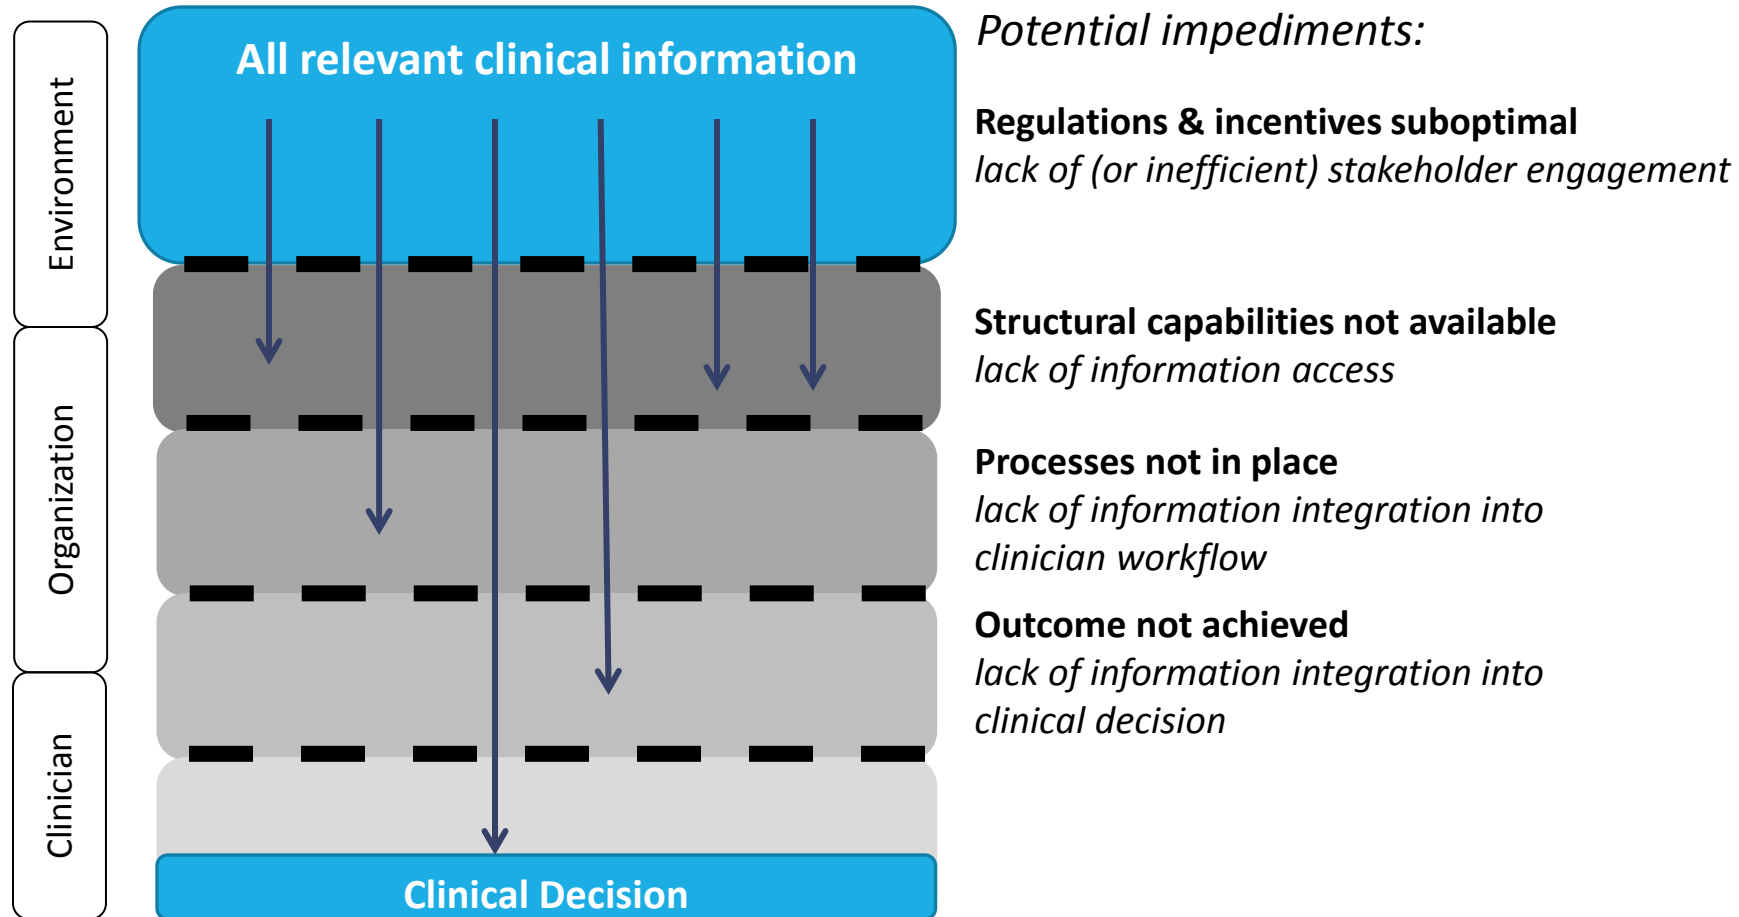 Environment
Organization
Clinician
All relevant clinical information
Clinical Decision
Potential impediments:
Regulations & incentives suboptimal
lack of (or inefficient) stakeholder engagement
Structural capabilities not available
lack of information access
Processes not in place
lack of information integration into
clinician workflow
Outcome not achieved
lack of information integration into
clinical decision